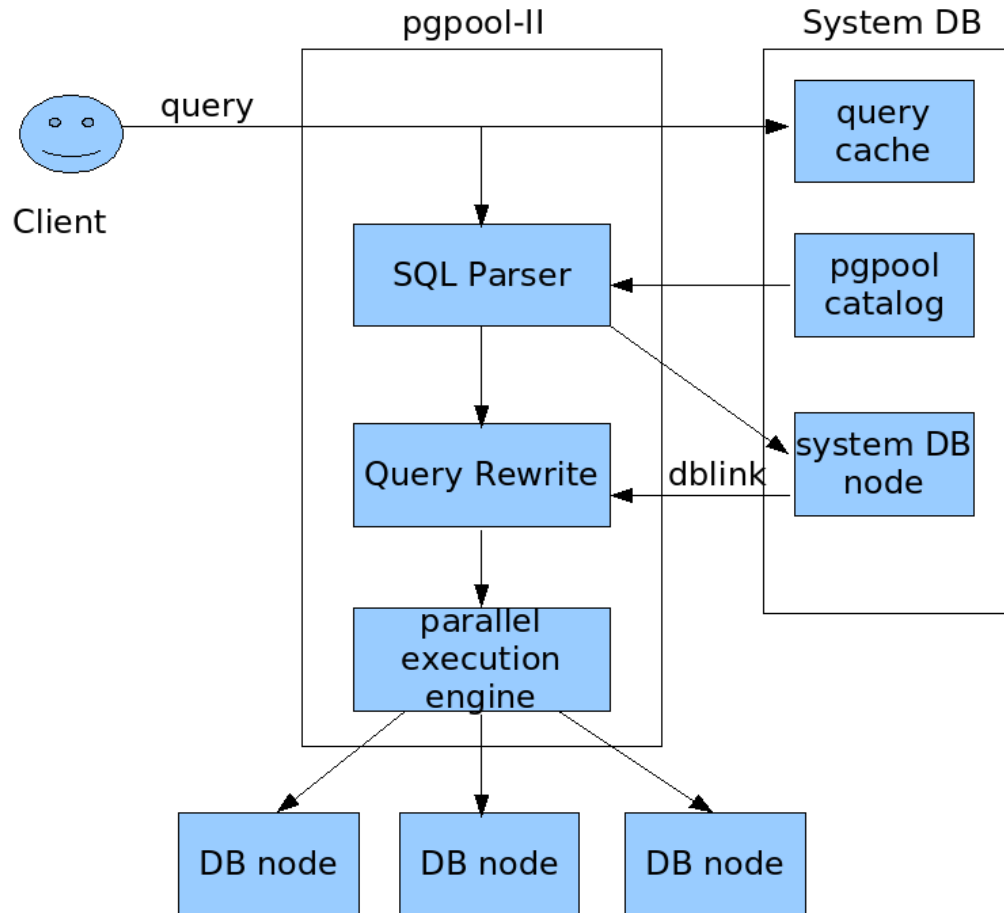 pgpool-II
System DB
query
query
cache
Client
SQL Parser
pgpool
catalog
Query Rewrite
dblink
system DB
node
parallel
execution
engine
DB node
DB node
DB node